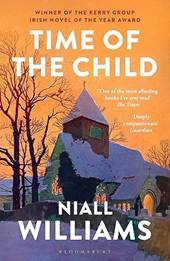 WINNER OF THE KERRY GROUP
IRISH NOVEL OF THE YEAR AWARD
TIME OF
THE CHILD
'One of the most affecting
books I've ever read'
The Times
'Deeply
compassionate'
Guardian
NIALL
WILLIAMS
BLOOMSBURY